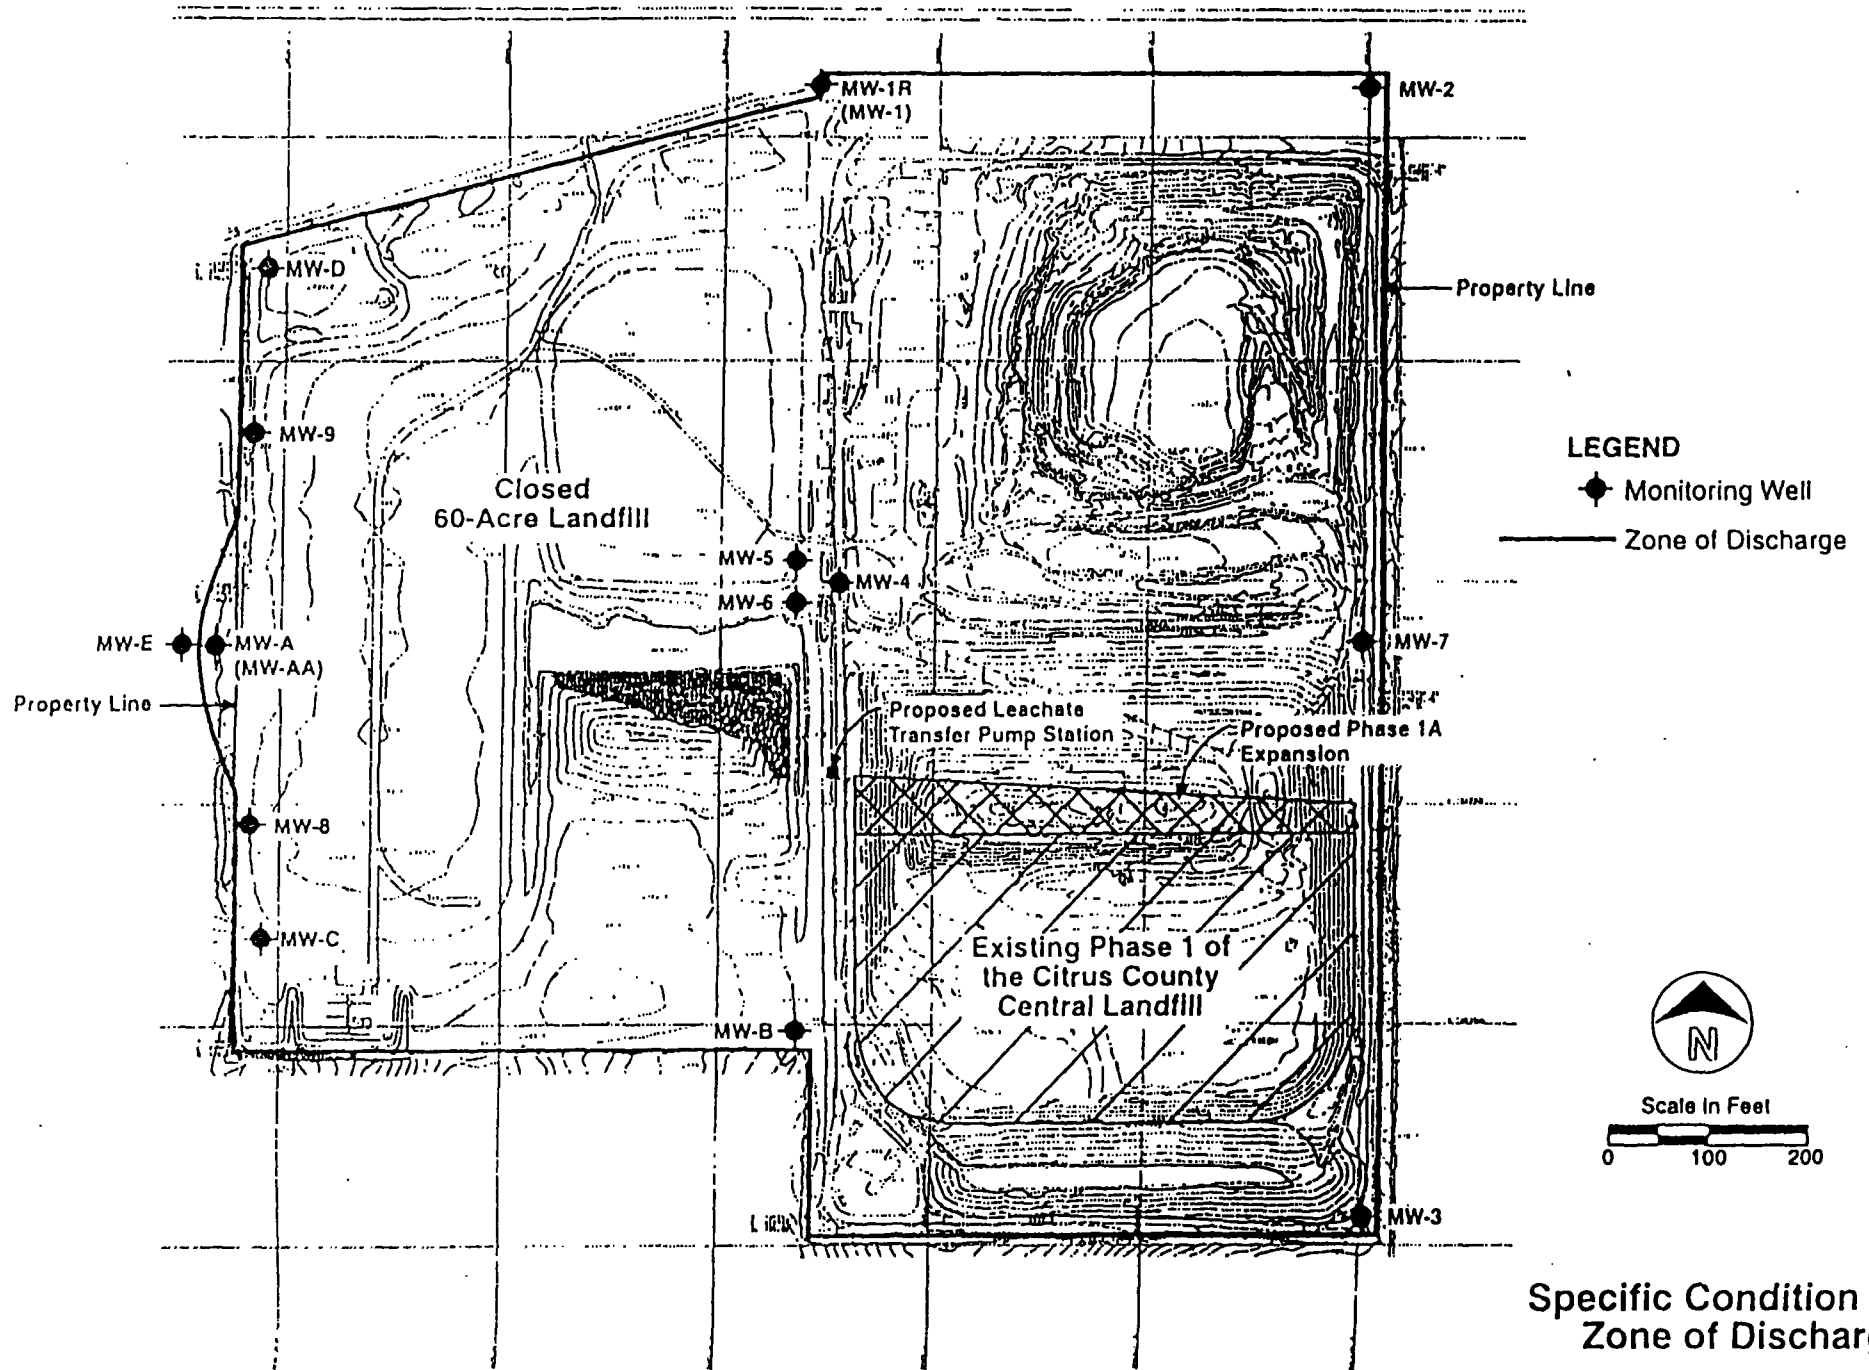 MW-1R
(MW-1)
MW-2
MW-D
Property Line
MW-9
LEGEND
Monitoring Well
Zone of Discharge
Closed
60-Acre Landfill
MW-5
MW-4
MW-6
MW-E
MW-A
(MW-AA)
MW-7
Property Line
Proposed Leachate
Transfer Pump Station
Proposed Phase 1A
Expansion
MW-8
MW-C
Existing Phase 1 of
the Citrus County
Central Landfill
MW-B
N
Scale In Feet
0 100 200
MW-3
Specific Condition
Zone of Dischar